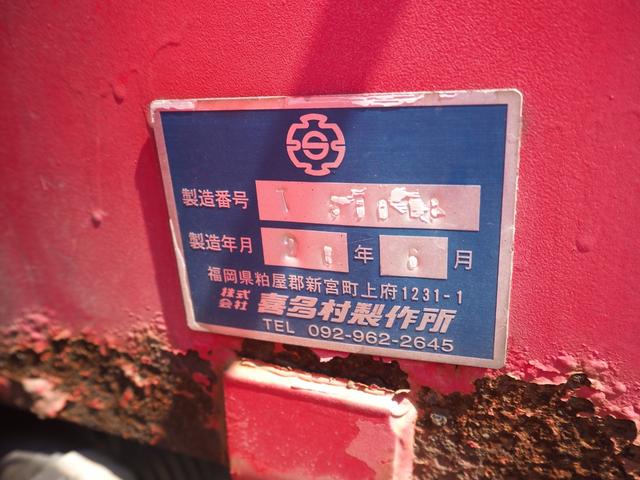 製造番号
製造年月 年 6 月
福岡県粕屋郡新宮町上府1231-1
株式会社 喜多村製作所
TEL 092-962-2645